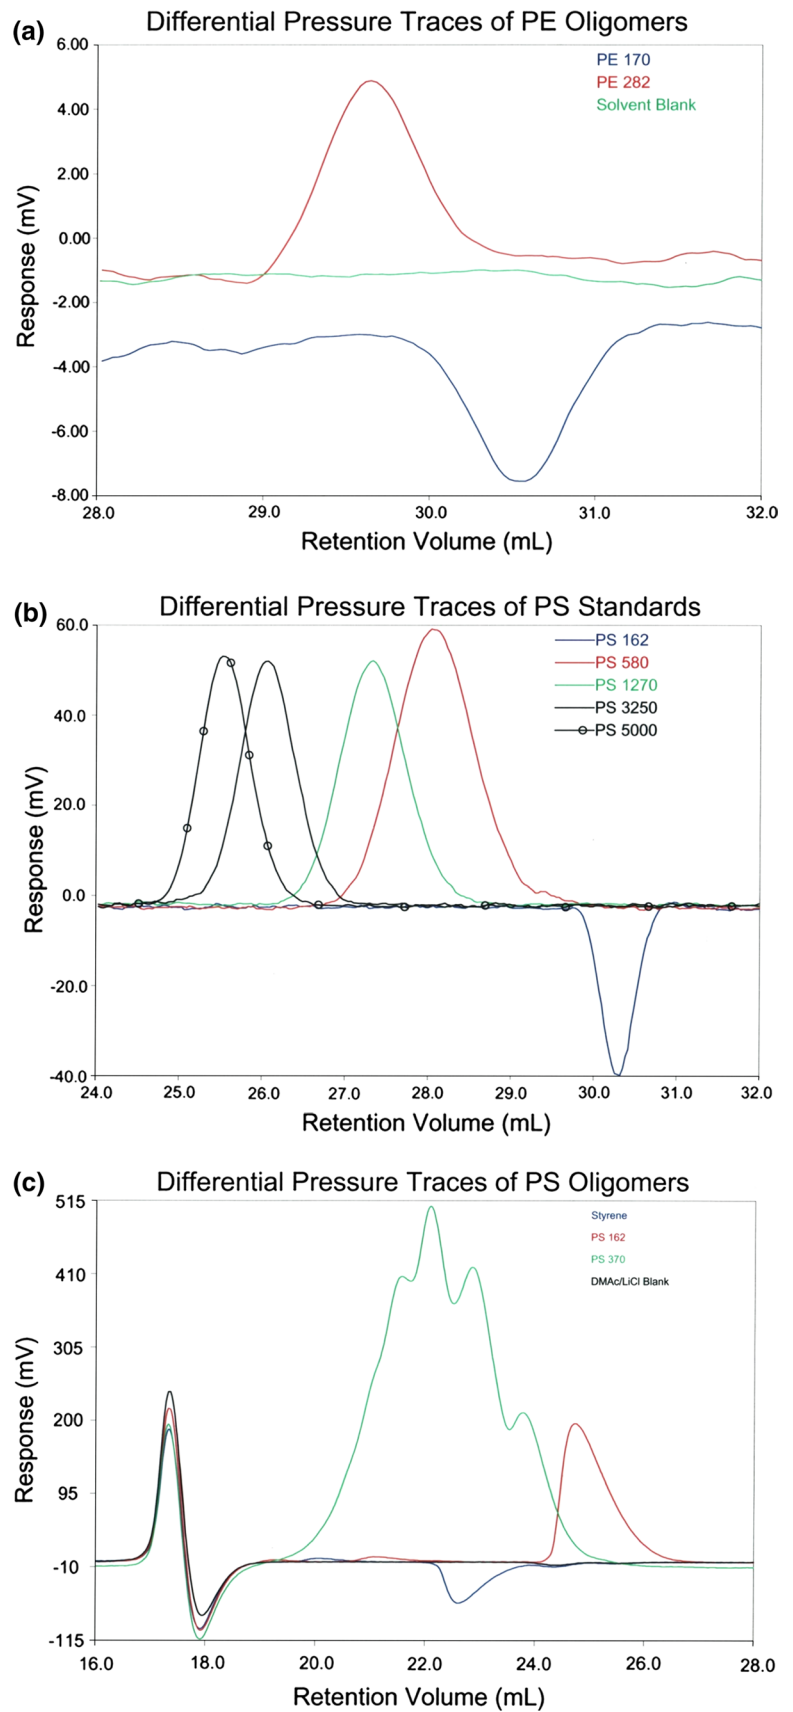 (a)
Differential Pressure Traces of PE Oligomers
6.00
4.00
2.00
0.00
-2.00
-4.00
-6.00
-8.00
Response (mV)
PE 170
PE 282
Solvent Blank
28.0 29.0 30.0 31.0 32.0
Retention Volume (mL)
(b)
Differential Pressure Traces of PS Standards
60.0
40.0
20.0
0.0
-20.0
-40.0
Response (mV)
PS 162
PS 580
PS 1270
PS 3250
PS 5000
24.0 25.0 26.0 27.0 28.0 29.0 30.0 31.0 32.0
Retention Volume (mL)
(c)
Differential Pressure Traces of PS Oligomers
515
410
305
200
95
-10
-115
Response (mV)
Styrene
PS 162
PS 370
DMAc/LiCl Blank
16.0 18.0 20.0 22.0 24.0 26.0 28.0
Retention Volume (mL)